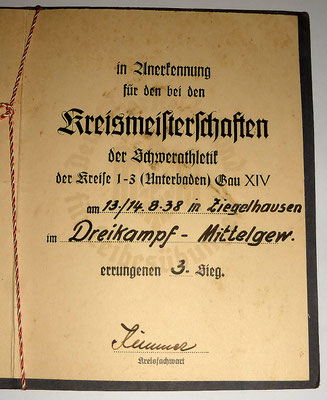 in Anerkennung
für den bei den
Kreismeisterschaften
der Schwerathletik
der Kreise 1-3 (Unterbaden) Gau XIV
am 13./14.8.38 in Ziegelhausen
im Dreikampf - Mittelgew.
errungenen 3. Sieg.
Kreisfachwart